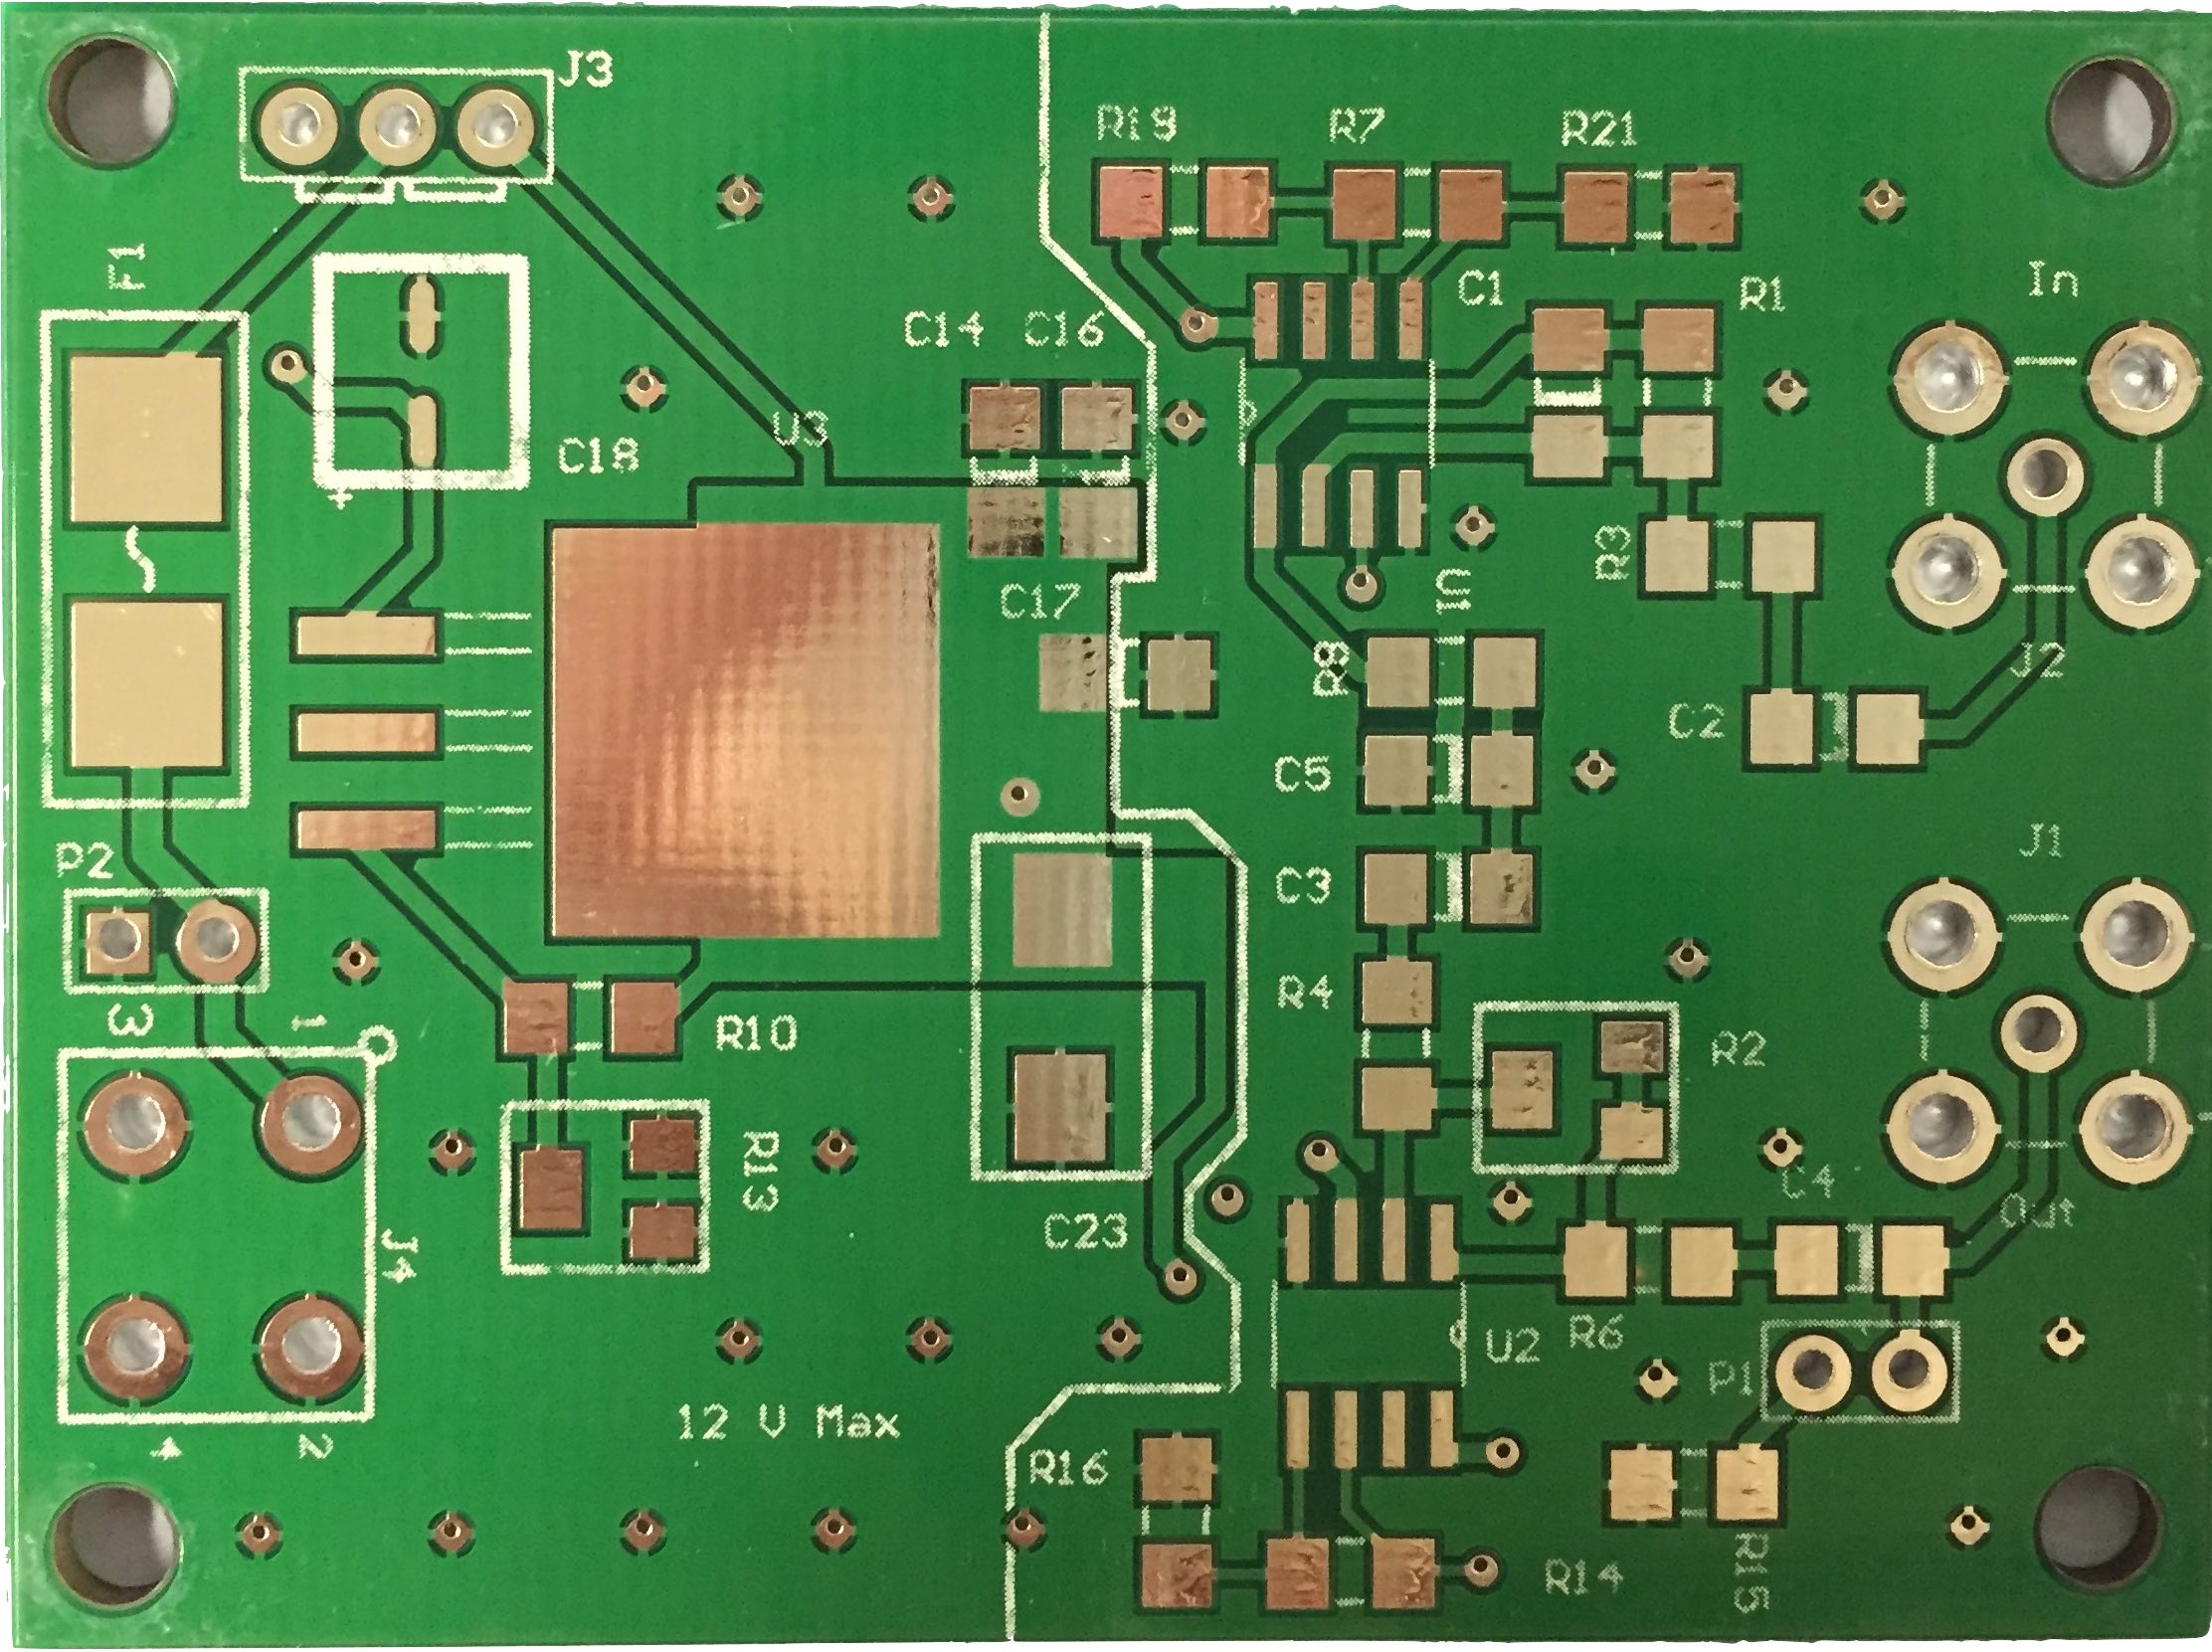 J3
R19 R7 R21
F1
C1 R1 In
C14 C16
U3
C18
+
R3
C17
U1
R8
J2
C2
C5
J1
P2
C3
R4
3 1
R10
R2
R13
C4
C23
Out
J4
R6
U2
P1
12 V Max
4 2
R16
R14
R15